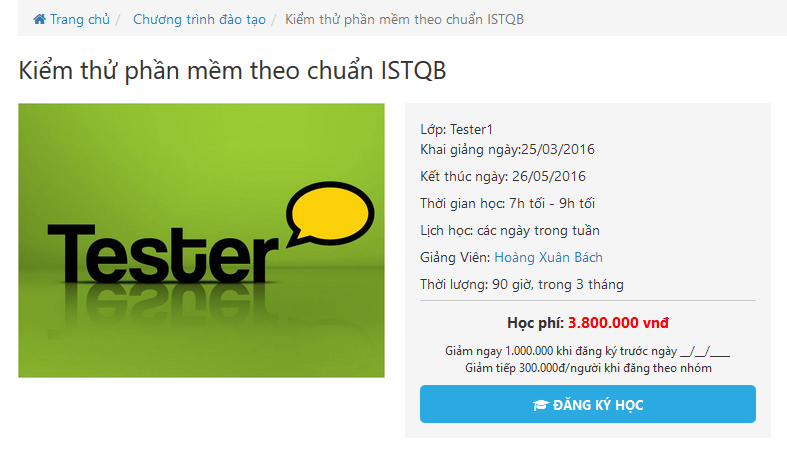 Trang chủ / Chương trình đào tạo / Kiểm thử phần mềm theo chuẩn ISTQB
Kiểm thử phần mềm theo chuẩn ISTQB
Tester
Lớp: Tester1
Khai giảng ngày:25/03/2016
Kết thúc ngày: 26/05/2016
Thời gian học: 7h tối - 9h tối
Lịch học: các ngày trong tuần
Giảng Viên: Hoàng Xuân Bách
Thời lượng: 90 giờ, trong 3 tháng
Học phí: 3.800.000 vnđ
Giảm ngay 1.000.000 khi đăng ký trước ngày __/__/____
Giảm tiếp 300.000đ/người khi đăng theo nhóm
ĐĂNG KÝ HỌC